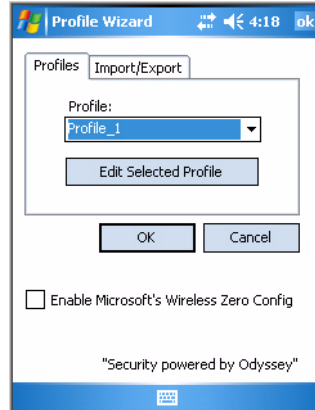 Profile Wizard 4:18 ok
Profiles Import/Export
Profile:
Profile_1
Edit Selected Profile
OK Cancel
Enable Microsoft's Wireless Zero Config
"Security powered by Odyssey"